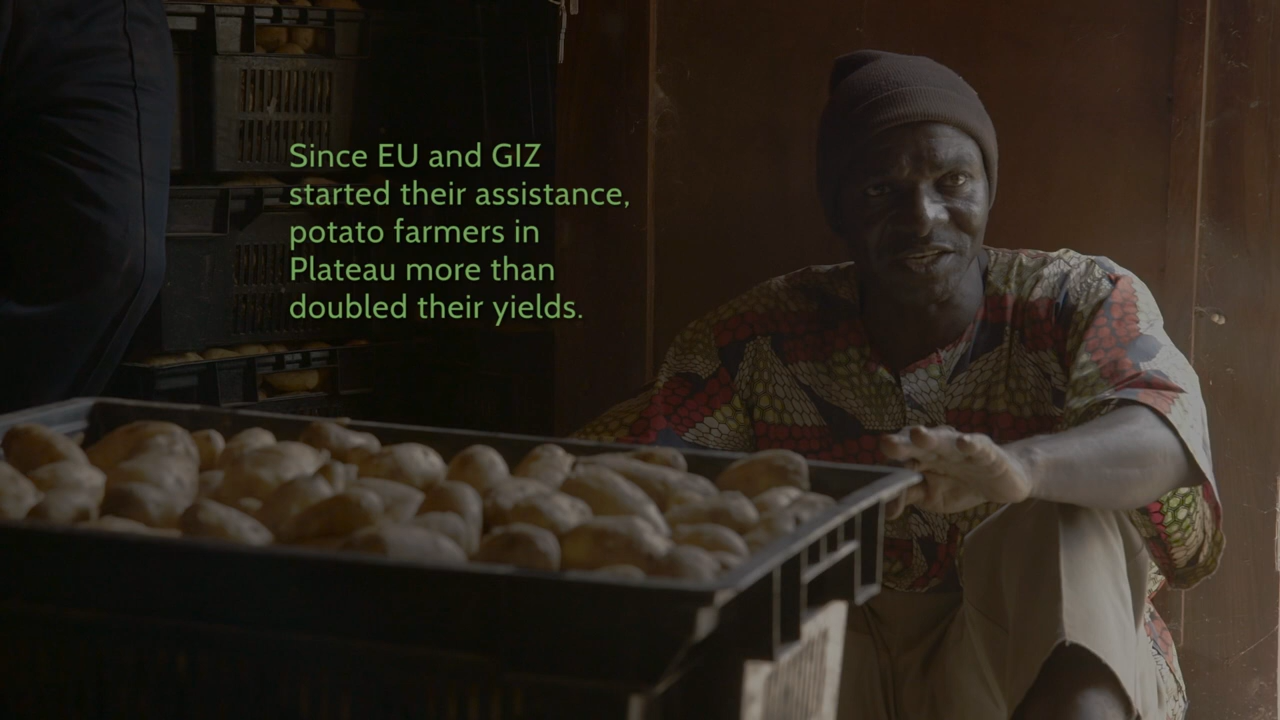 Since EU and GIZ
started their assistance,
potato farmers in
Plateau more than
doubled their yields.